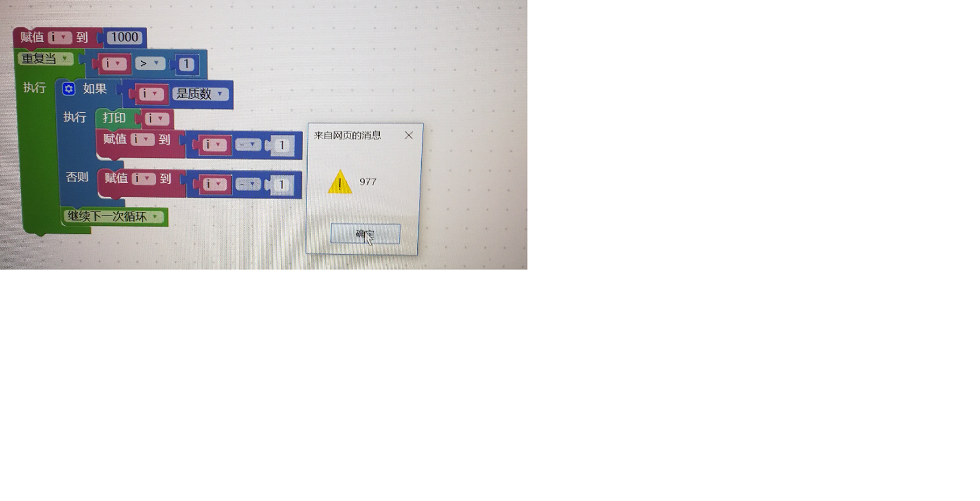 赋值 i 到 1000
重复当 i > 1
执行 如果 i 是质数
执行 打印 i
赋值 i 到 i - 1
否则 赋值 i 到 i - 1
继续下一次循环
来自网页的消息
977
确定